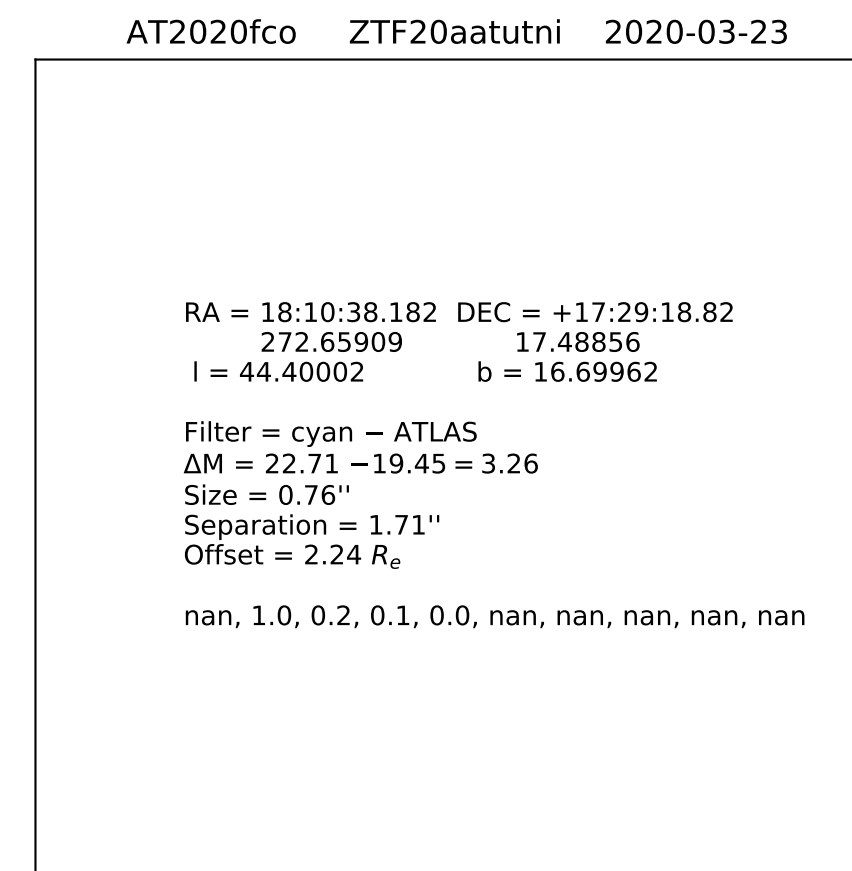 AT2020fco ZTF20aatutni 2020-03-23
RA = 18:10:38.182 DEC = +17:29:18.82
272.65909 17.48856
l = 44.40002 b = 16.69962
Filter = cyan − ATLAS
ΔM = 22.71 −19.45 = 3.26
Size = 0.76''
Separation = 1.71''
Offset = 2.24 Rₑ
nan, 1.0, 0.2, 0.1, 0.0, nan, nan, nan, nan, nan